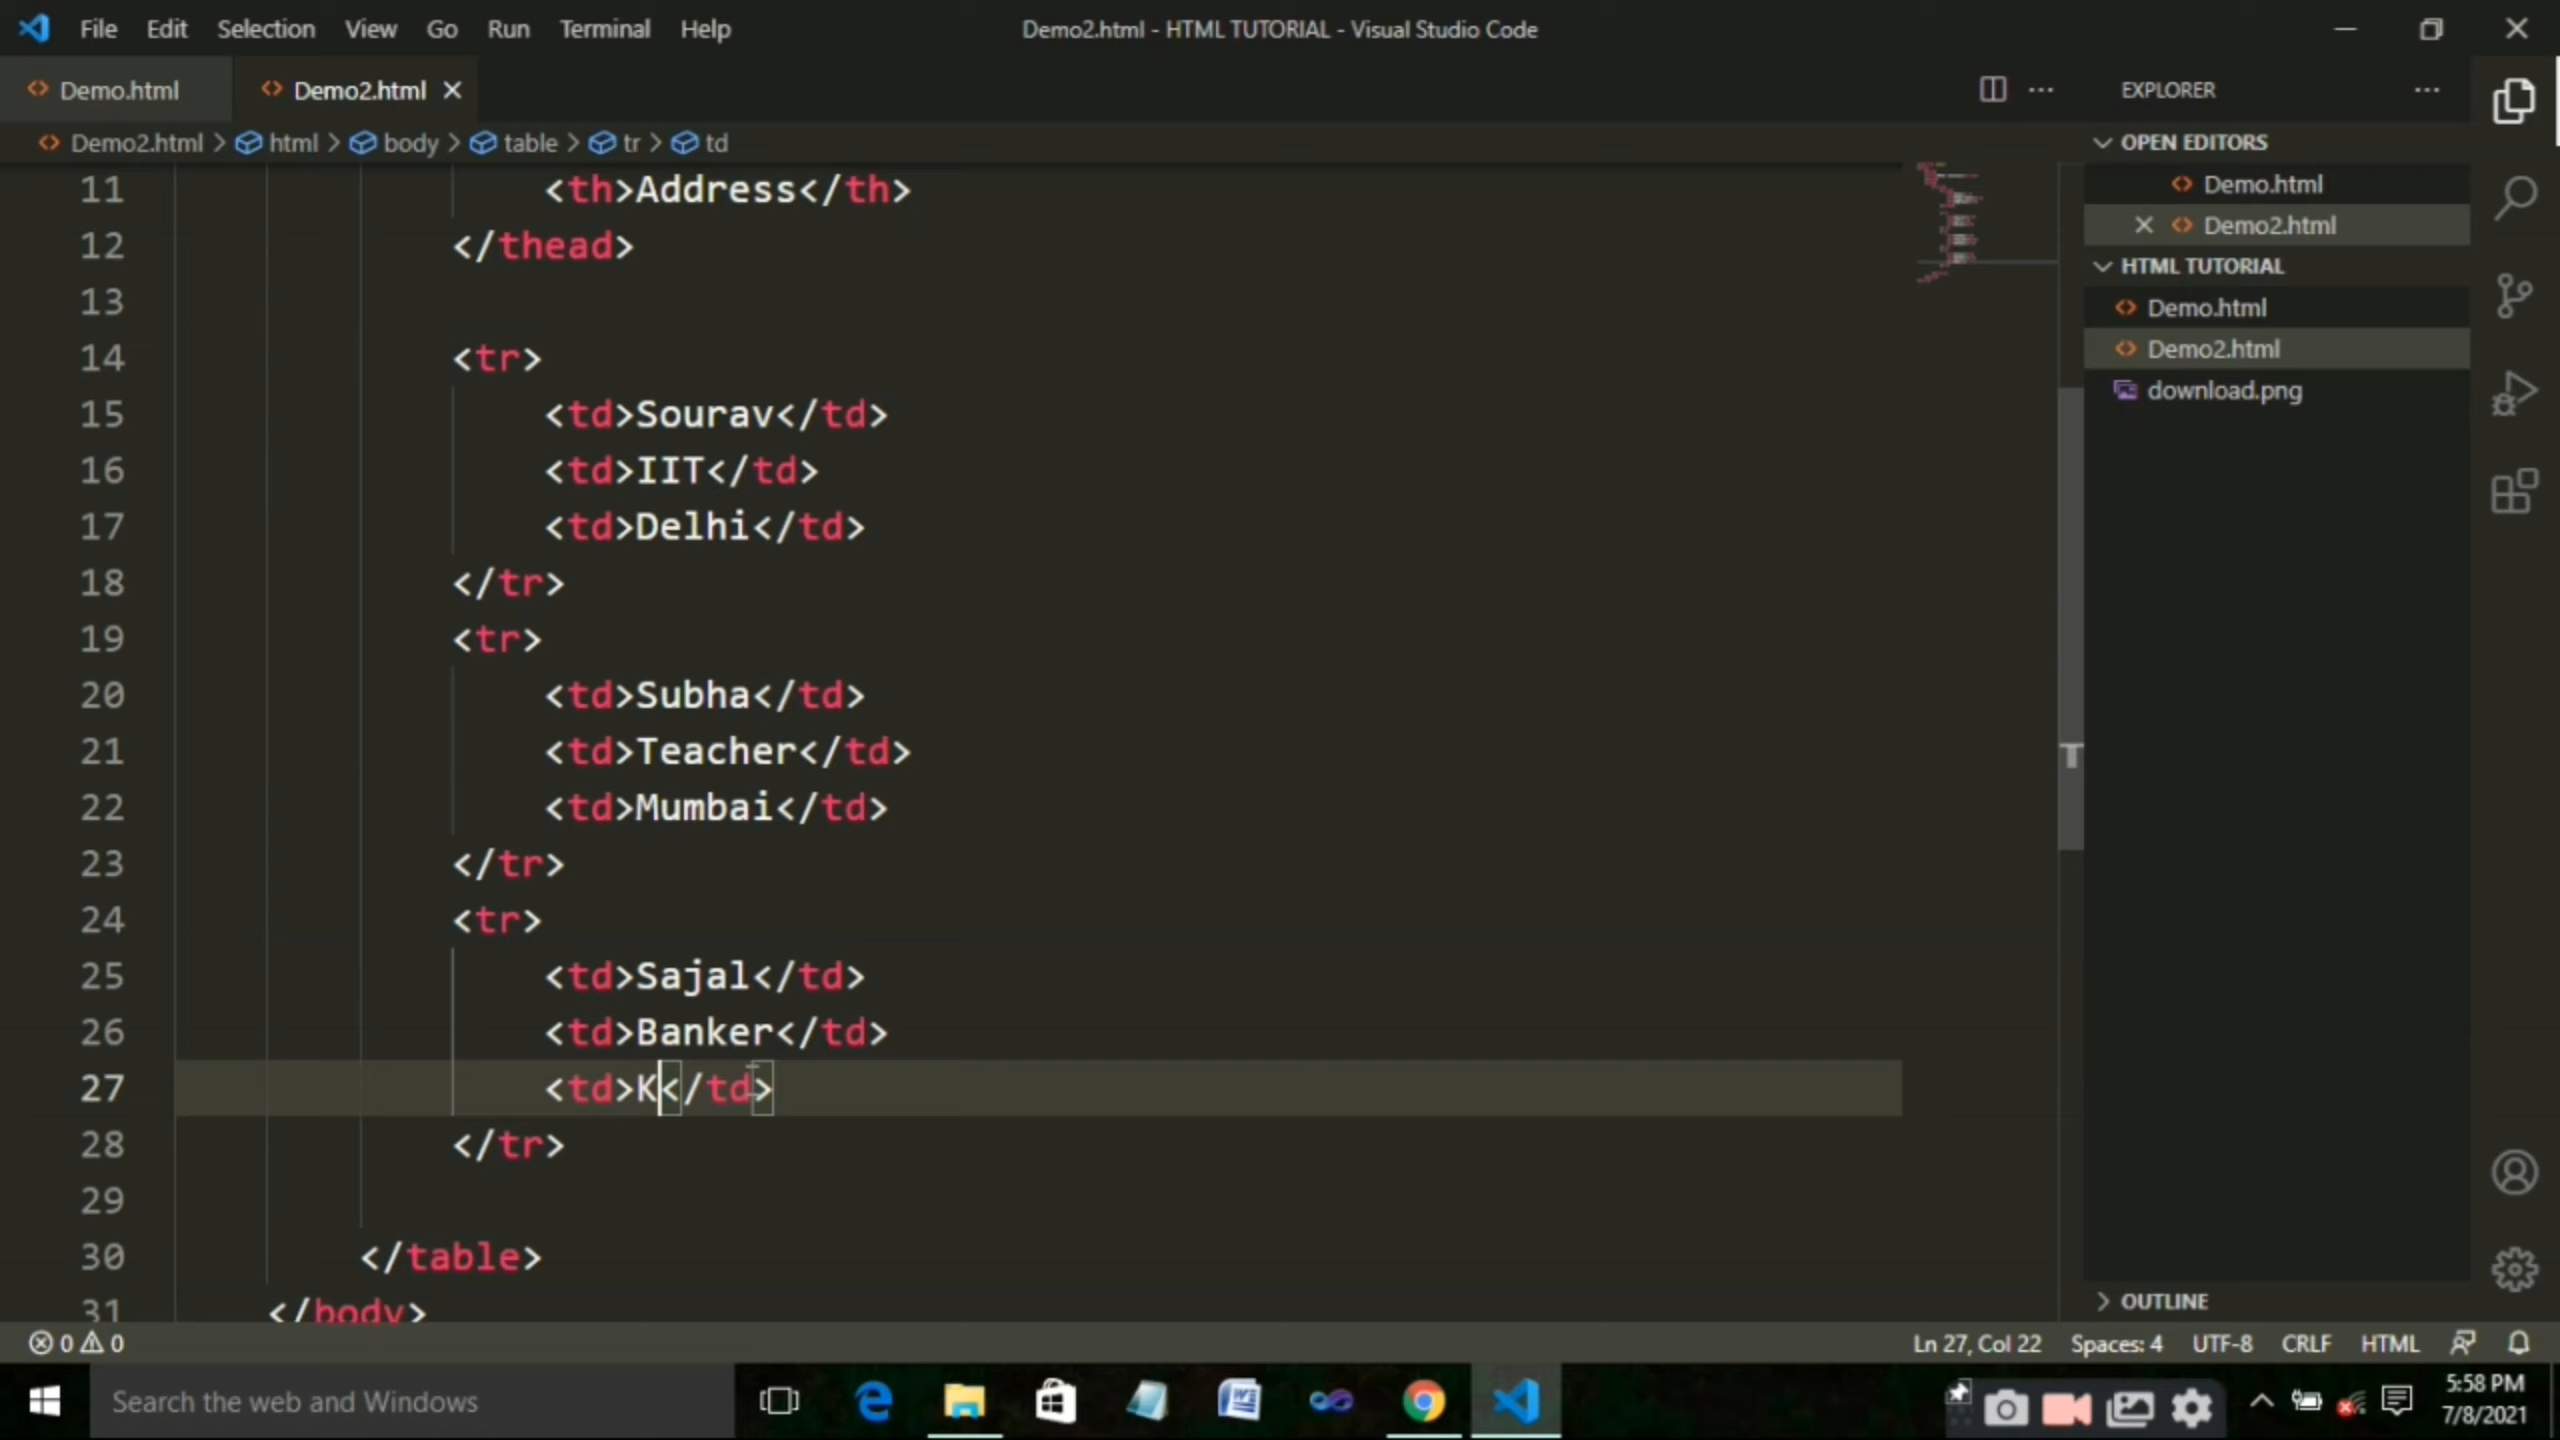 File Edit Selection View Go Run Terminal Help Demo2.html - HTML TUTORIAL - Visual Studio Code
Demo.html Demo2.html
Demo2.html > html > body > table > tr > td
11 <th>Address</th>
12 </thead>
13
14 <tr>
15 <td>Sourav</td>
16 <td>IIT</td>
17 <td>Delhi</td>
18 </tr>
19 <tr>
20 <td>Subha</td>
21 <td>Teacher</td>
22 <td>Mumbai</td>
23 </tr>
24 <tr>
25 <td>Sajal</td>
26 <td>Banker</td>
27 <td>K</td>
28 </tr>
29
30 </table>
31 </body>
EXPLORER
OPEN EDITORS
Demo.html
Demo2.html
HTML TUTORIAL
Demo.html
Demo2.html
download.png
OUTLINE
0 0 Ln 27, Col 22 Spaces: 4 UTF-8 CRLF HTML
Search the web and Windows
5:58 PM
7/8/2021